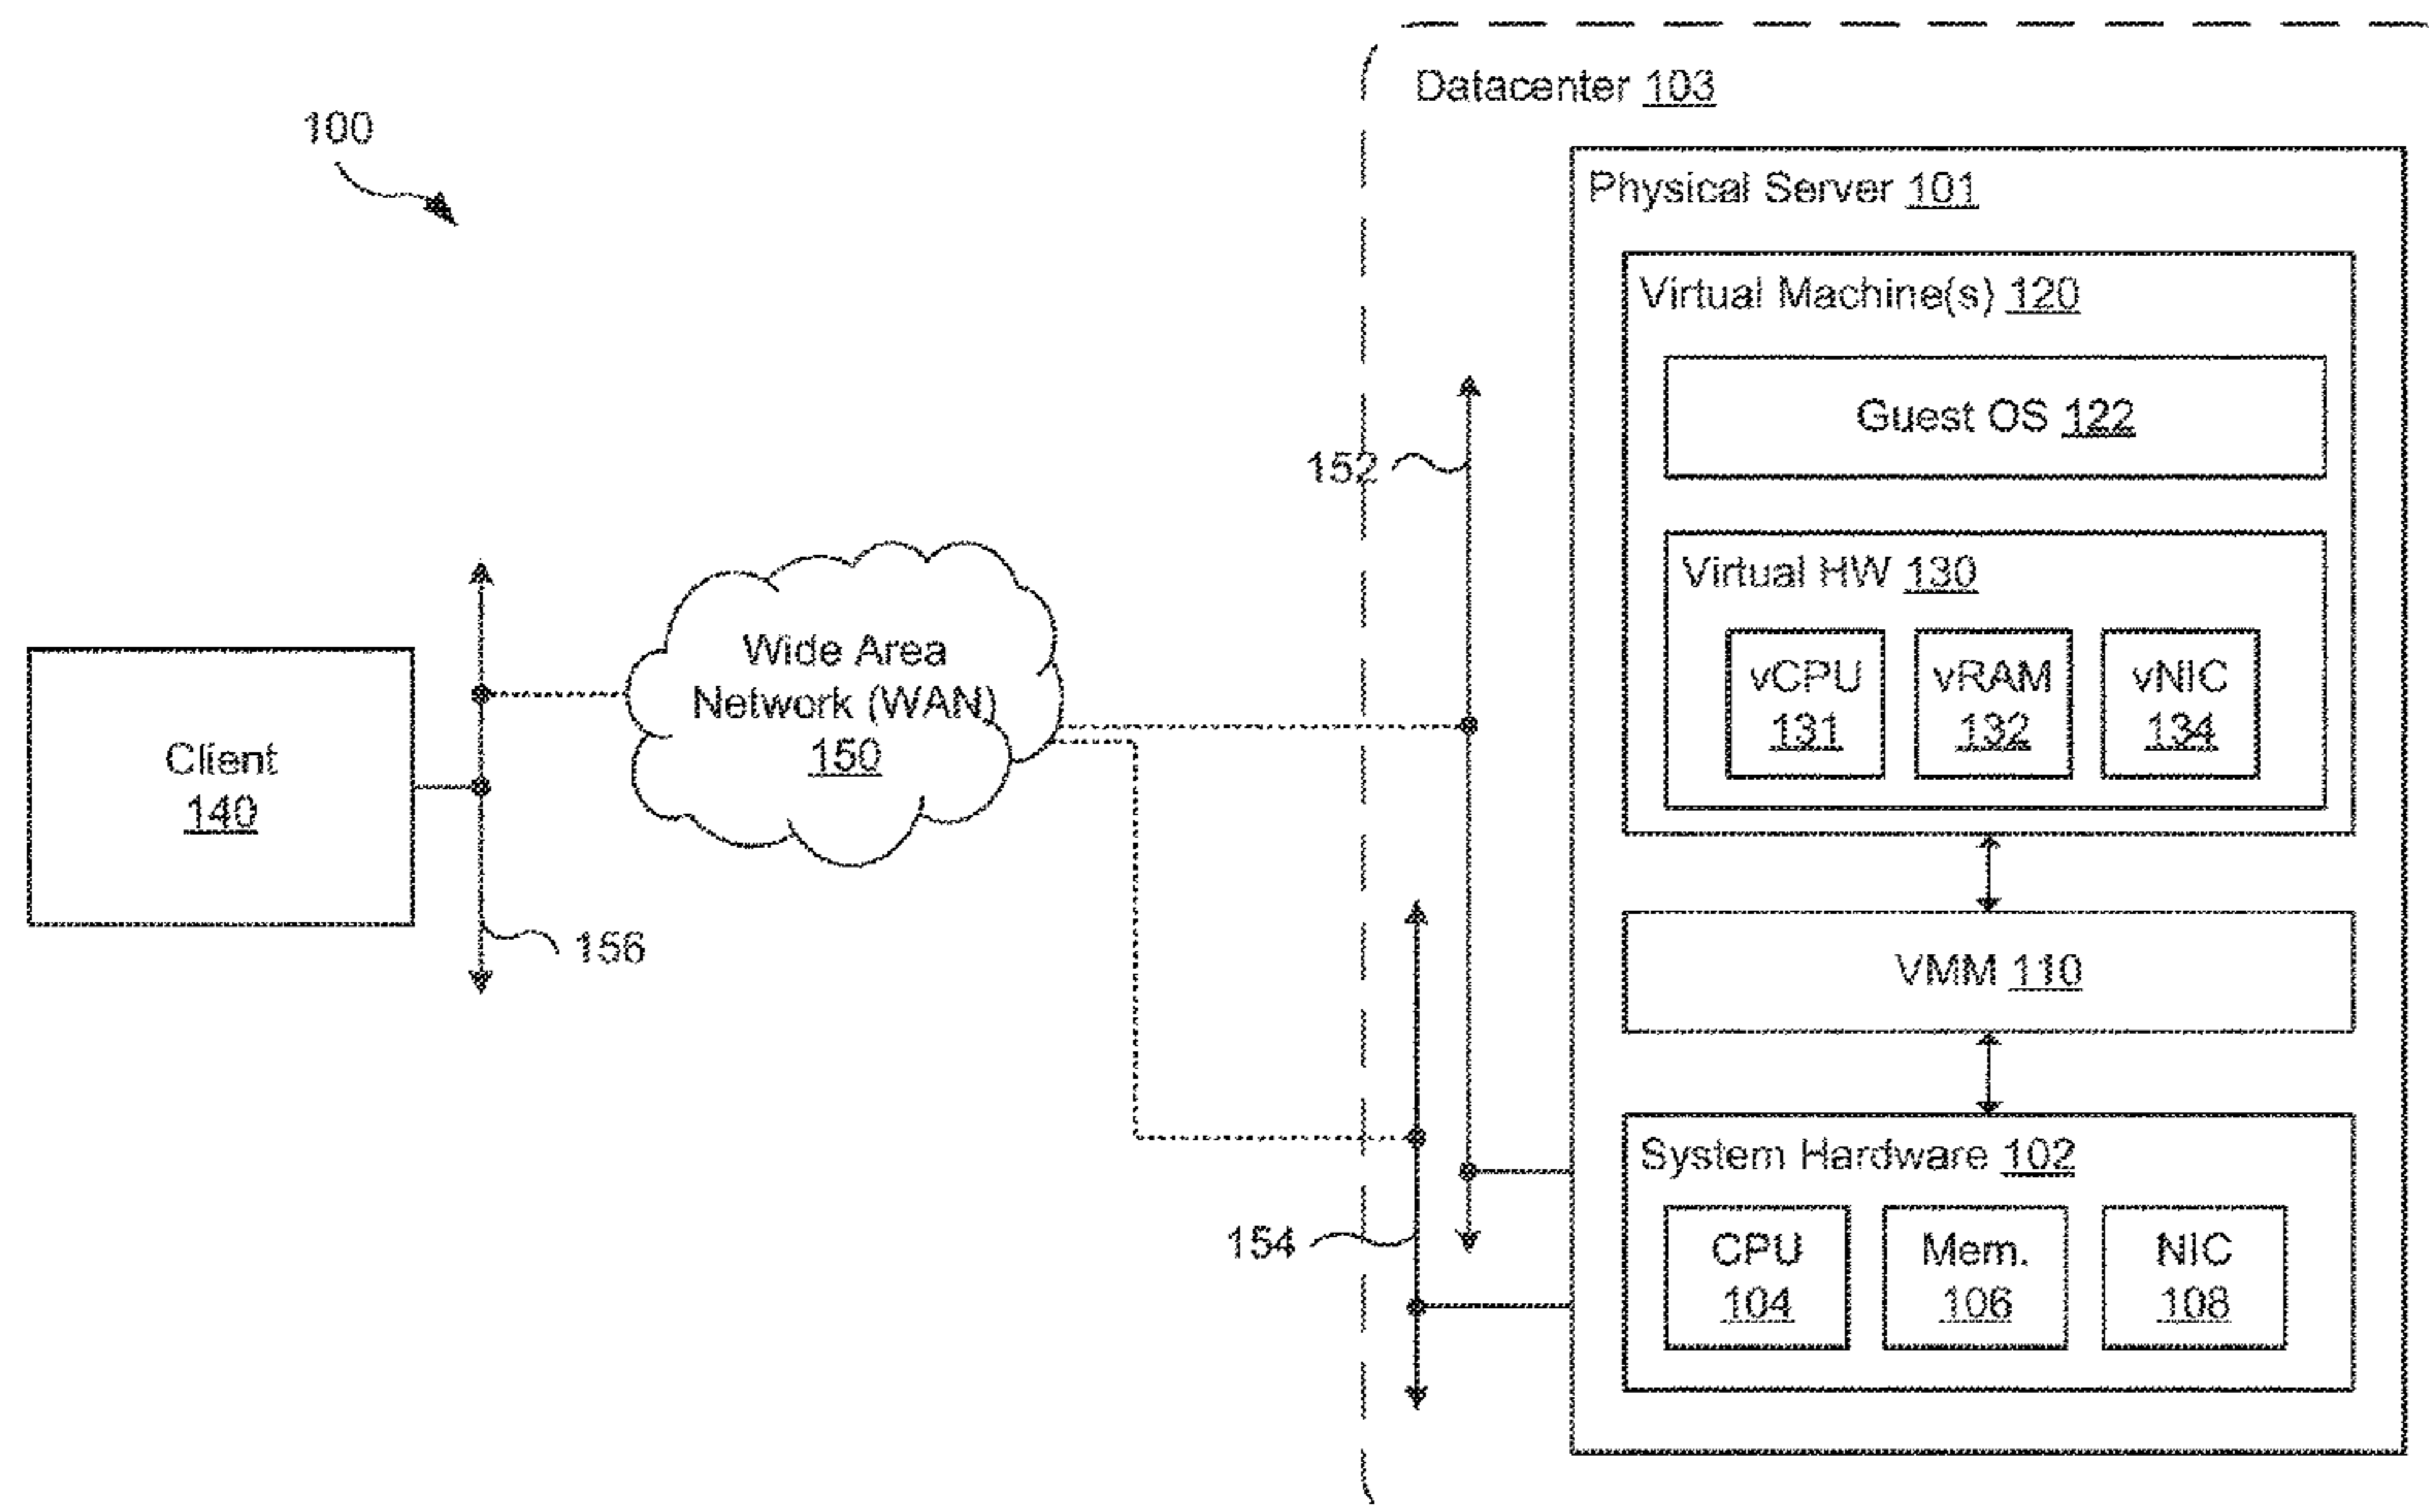 100
Datacenter 103
Physical Server 101
Virtual Machine(s) 120
Guest OS 122
152
Virtual HW 130
vCPU
131
vRAM
132
vNIC
134
Wide Area
Network (WAN)
150
Client
140
156
VMM 110
154
System Hardware 102
CPU
104
Mem.
106
NIC
108